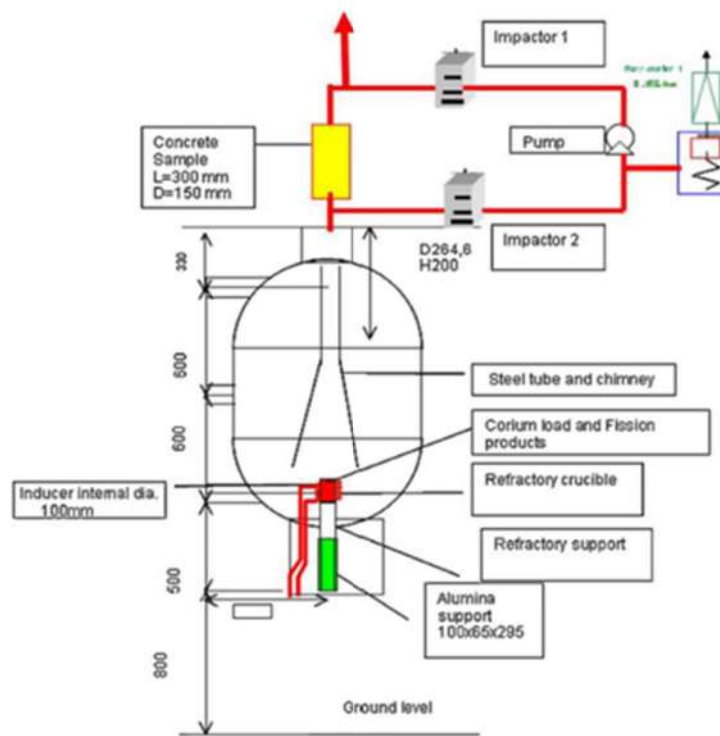 Impactor 1
Concrete
Sample
L=300 mm
D=150 mm
Pump
D264,6
H200
Impactor 2
330
600
Steel tube and chimney
600
Corium load and Fission
products
Inducer internal dia.
100mm
Refractory crucible
500
Refractory support
Alumina
support
100x65x295
800
Ground level